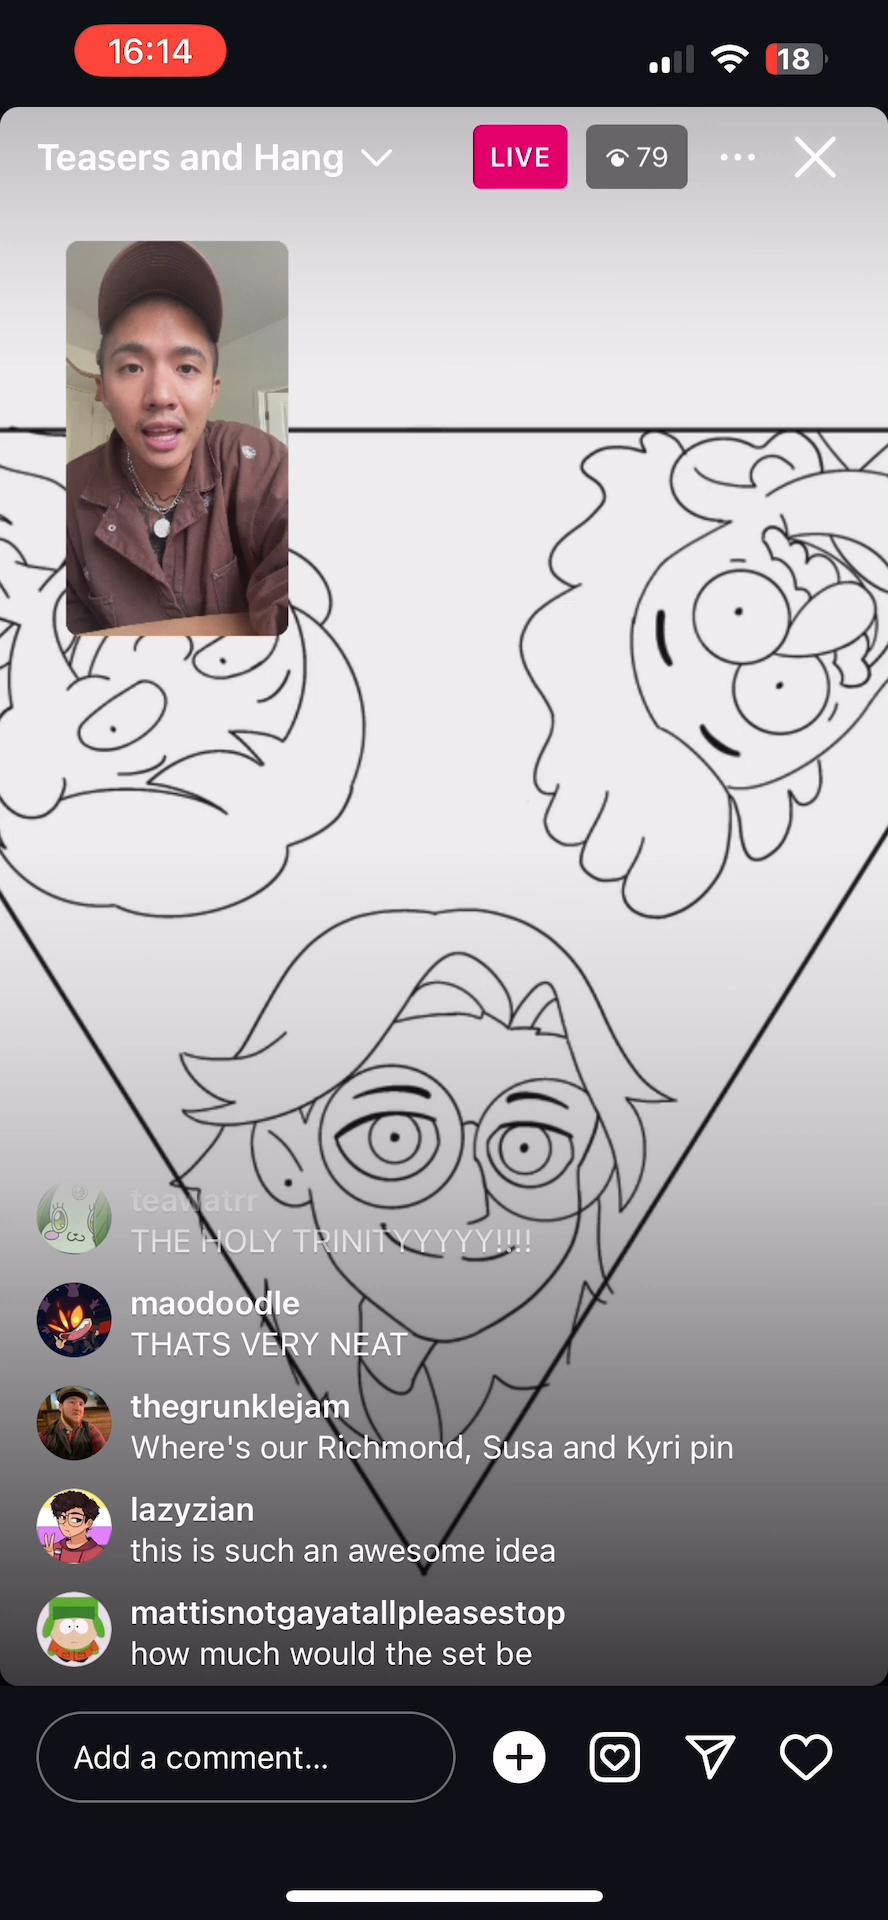 16:14
18
Teasers and Hang
LIVE
79
teawatrr
THE HOLY TRINITYYYYY!!!!
maodoodle
THATS VERY NEAT
thegrunklejam
Where's our Richmond, Susa and Kyri pin
lazyzian
this is such an awesome idea
mattisnotgayatallpleasestop
how much would the set be
Add a comment...